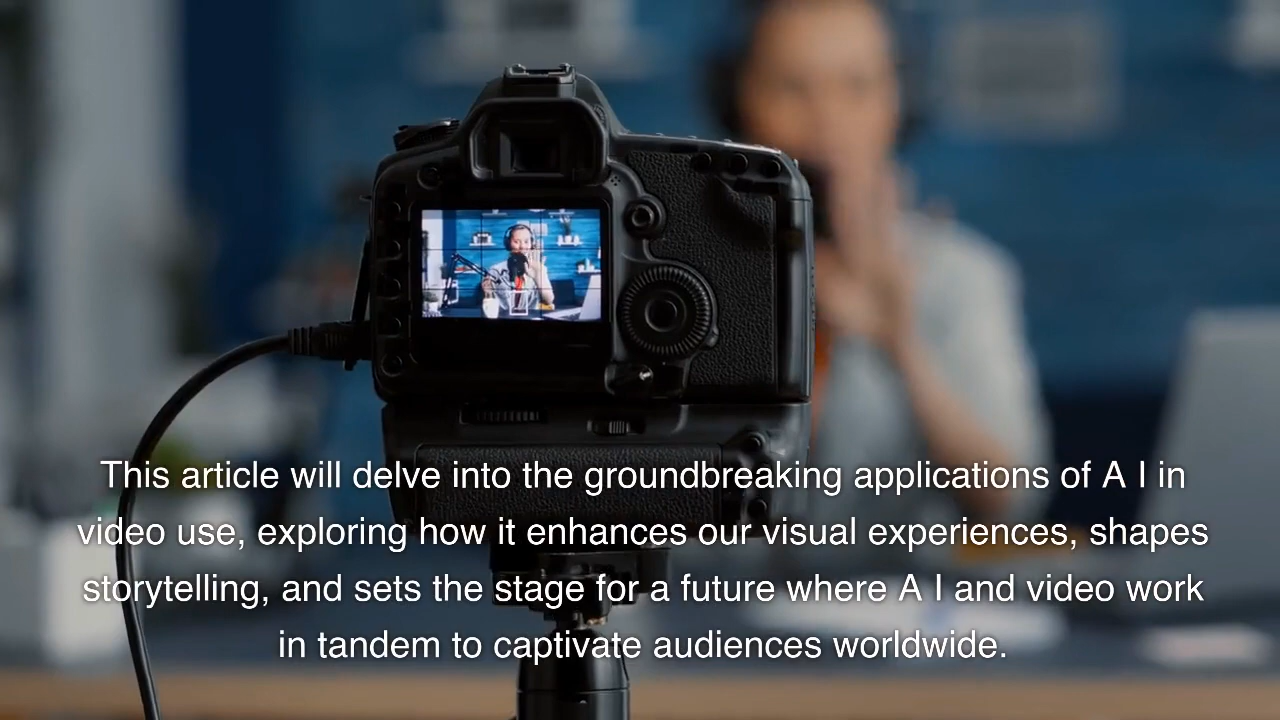 This article will delve into the groundbreaking applications of A I in
video use, exploring how it enhances our visual experiences, shapes
storytelling, and sets the stage for a future where A I and video work
in tandem to captivate audiences worldwide.